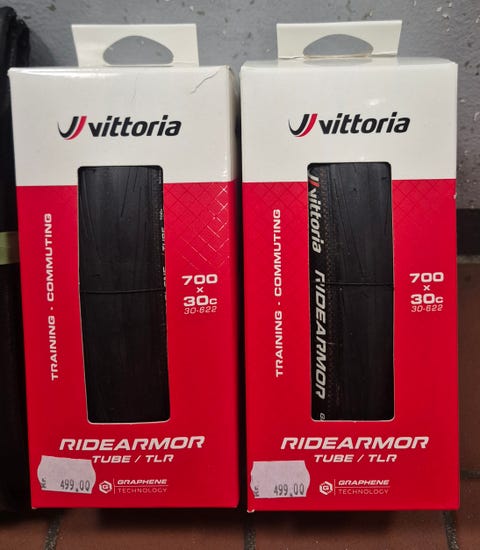 vittoria
TRAINING · COMMUTING
700
×
30c
30-622
RIDEARMOR
TUBE / TLR
499.00
G GRAPHENE
TECHNOLOGY
vittoria
TRAINING · COMMUTING
vittoria RIDEARMOR
700
×
30c
30-622
RIDEARMOR
TUBE / TLR
499.00
G GRAPHENE
TECHNOLOGY